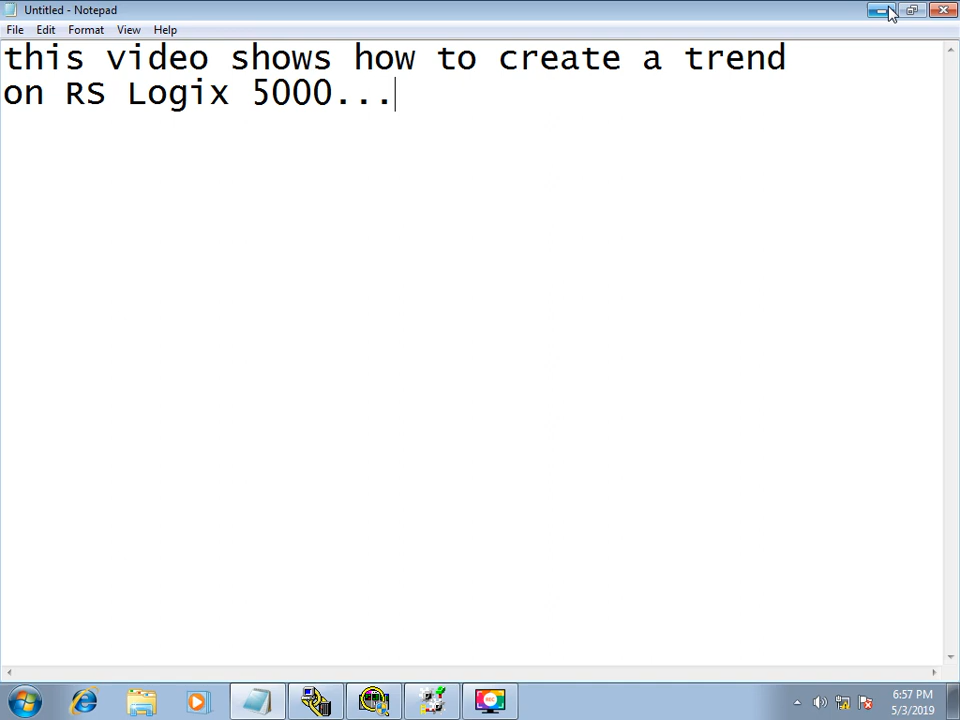 Untitled - Notepad
File Edit Format View Help
this video shows how to create a trend
on RS Logix 5000...
6:57 PM
5/3/2019